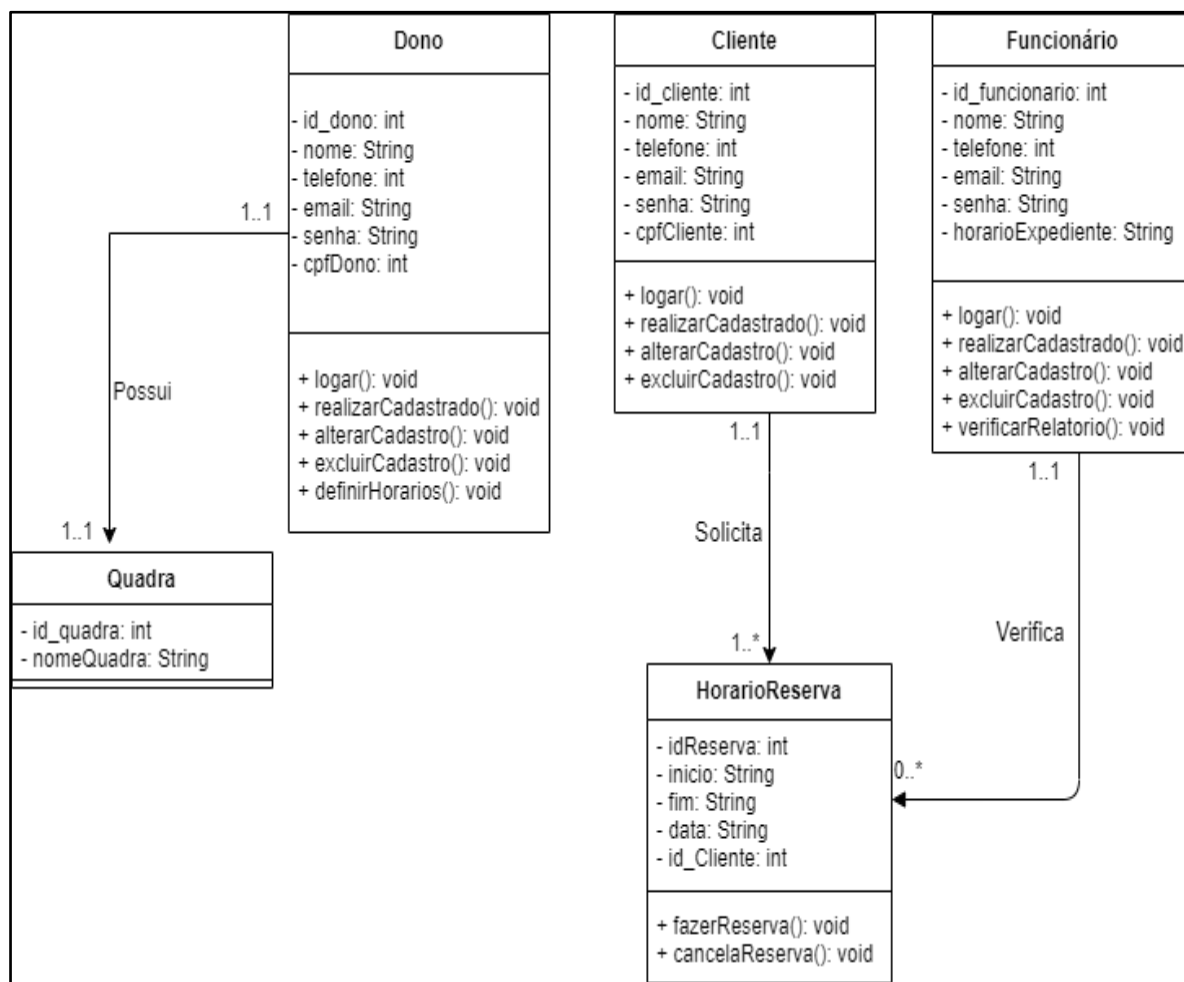 Dono
- id_dono: int
- nome: String
- telefone: int
- email: String
- senha: String
- cpfDono: int
+ logar(): void
+ realizarCadastrado(): void
+ alterarCadastro(): void
+ excluirCadastro(): void
+ definirHorarios(): void
Cliente
- id_cliente: int
- nome: String
- telefone: int
- email: String
- senha: String
- cpfCliente: int
+ logar(): void
+ realizarCadastrado(): void
+ alterarCadastro(): void
+ excluirCadastro(): void
Funcionário
- id_funcionario: int
- nome: String
- telefone: int
- email: String
- senha: String
- horarioExpediente: String
+ logar(): void
+ realizarCadastrado(): void
+ alterarCadastro(): void
+ excluirCadastro(): void
+ verificarRelatorio(): void
1..1
Possui
1..1
Quadra
- id_quadra: int
- nomeQuadra: String
1..1
Solicita
1..*
1..1
Verifica
0..*
HorarioReserva
- idReserva: int
- inicio: String
- fim: String
- data: String
- id_Cliente: int
+ fazerReserva(): void
+ cancelaReserva(): void